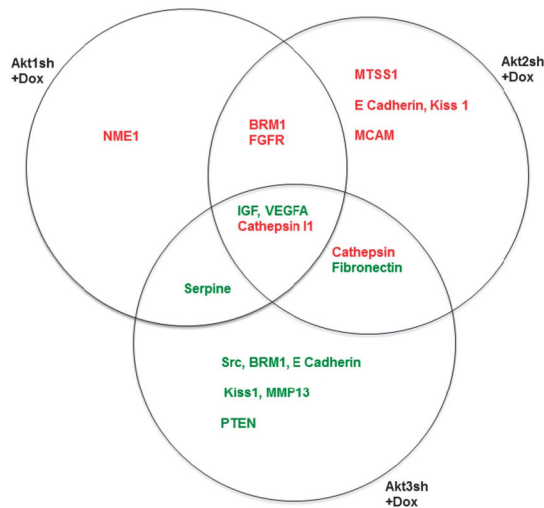 Akt1sh
+Dox
Akt2sh
+Dox
MTSS1
E Cadherin, Kiss 1
MCAM
NME1
BRM1
FGFR
IGF, VEGFA
Cathepsin I1
Cathepsin
Fibronectin
Serpine
Src, BRM1, E Cadherin
Kiss1, MMP13
PTEN
Akt3sh
+Dox